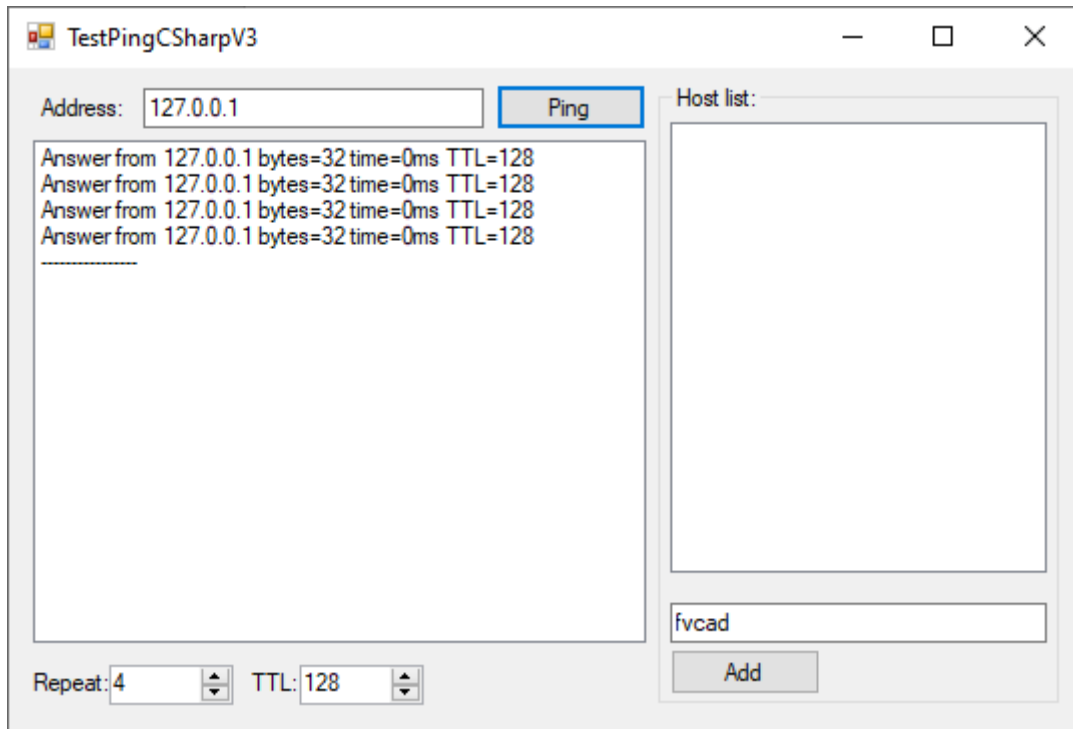 TestPingCSharpV3
Address: 127.0.0.1 Ping
Answer from 127.0.0.1 bytes=32 time=0ms TTL=128
Answer from 127.0.0.1 bytes=32 time=0ms TTL=128
Answer from 127.0.0.1 bytes=32 time=0ms TTL=128
Answer from 127.0.0.1 bytes=32 time=0ms TTL=128
----------------
Repeat: 4 TTL: 128
Host list:
fvcad
Add